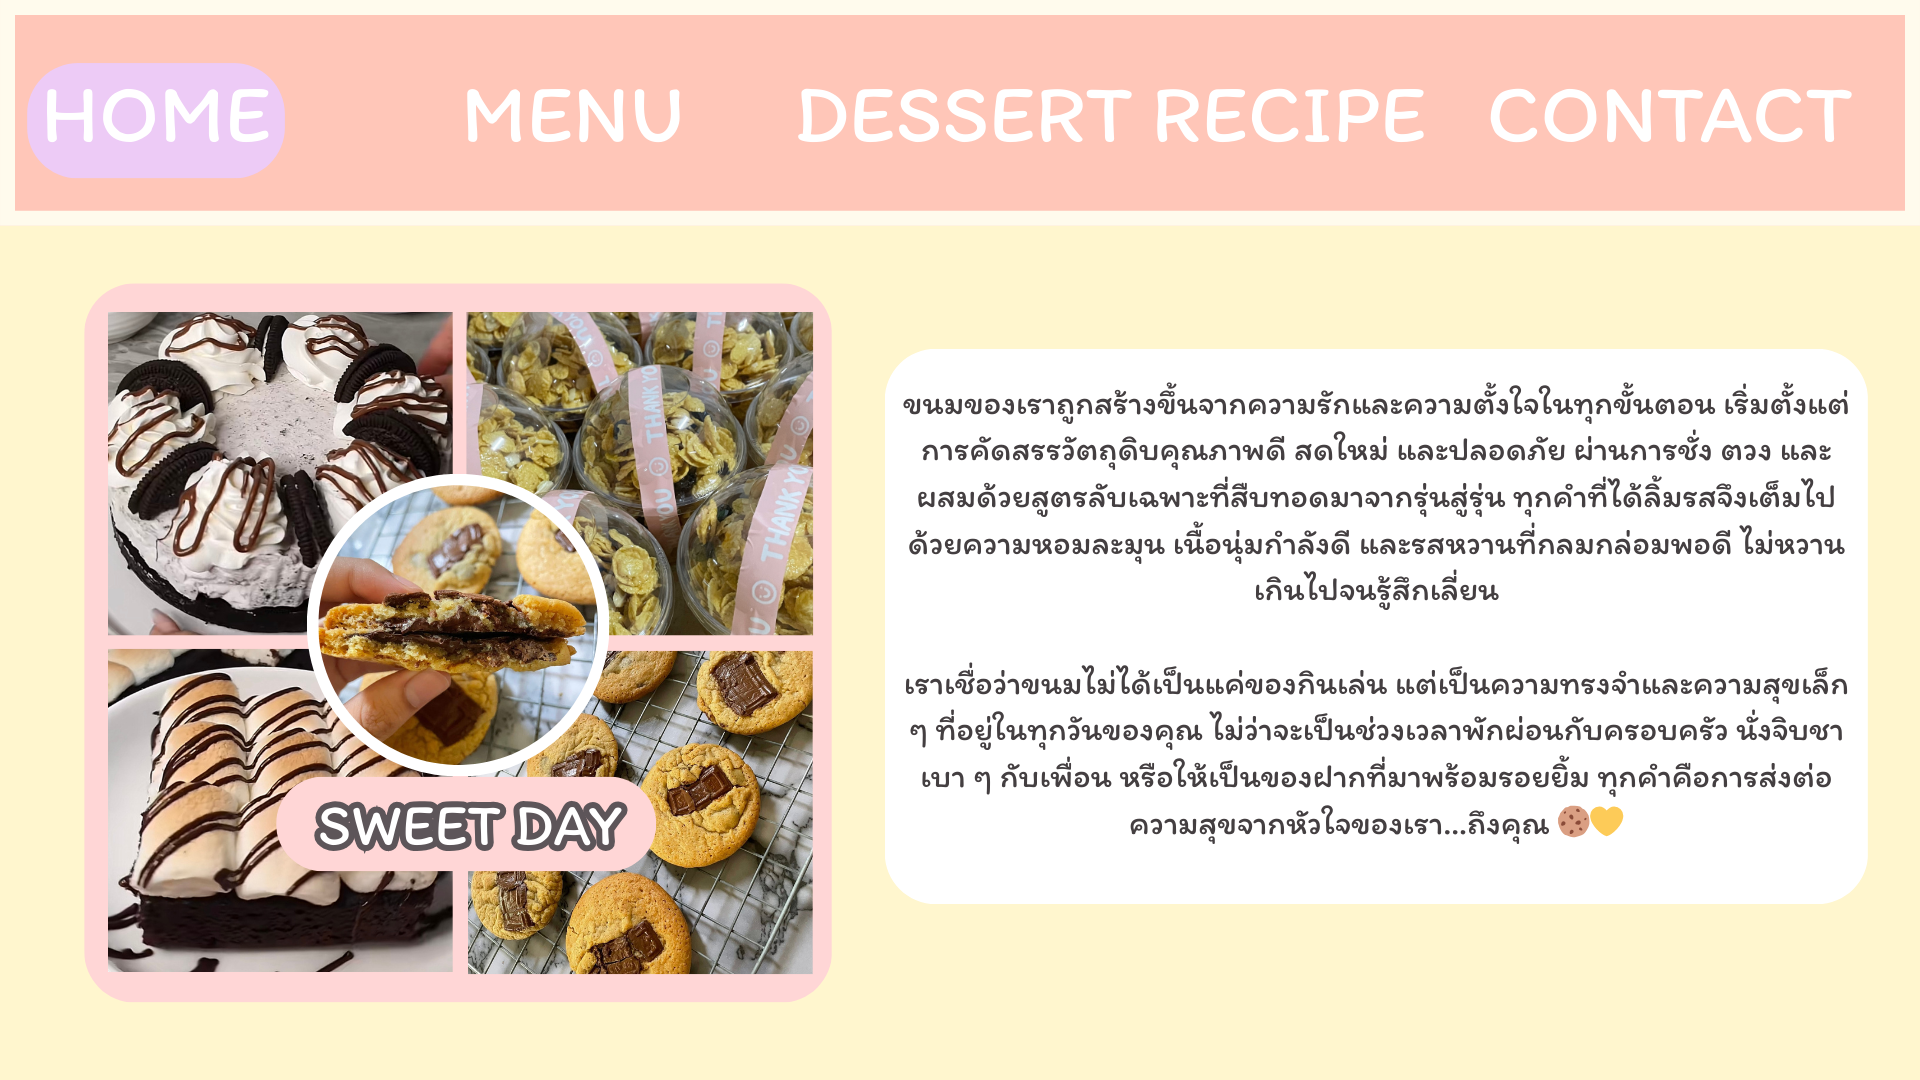 HOME MENU DESSERT RECIPE CONTACT
THANK YOU
THANK YOU
SWEET DAY
ขนมของเราถูกสร้างขึ้นจากความรักและความตั้งใจในทุกขั้นตอน เริ่มตั้งแต่
การคัดสรรวัตถุดิบคุณภาพดี สดใหม่ และปลอดภัย ผ่านการชั่ง ตวง และ
ผสมด้วยสูตรลับเฉพาะที่สืบทอดมาจากรุ่นสู่รุ่น ทุกคำที่ได้ลิ้มรสจึงเต็มไป
ด้วยความหอมละมุน เนื้อนุ่มกำลังดี และรสหวานที่กลมกล่อมพอดี ไม่หวาน
เกินไปจนรู้สึกเลี่ยน
เราเชื่อว่าขนมไม่ได้เป็นแค่ของกินเล่น แต่เป็นความทรงจำและความสุขเล็ก
ๆ ที่อยู่ในทุกวันของคุณ ไม่ว่าจะเป็นช่วงเวลาพักผ่อนกับครอบครัว นั่งจิบชา
เบา ๆ กับเพื่อน หรือให้เป็นของฝากที่มาพร้อมรอยยิ้ม ทุกคำคือการส่งต่อ
ความสุขจากหัวใจของเรา...ถึงคุณ 🍪💛